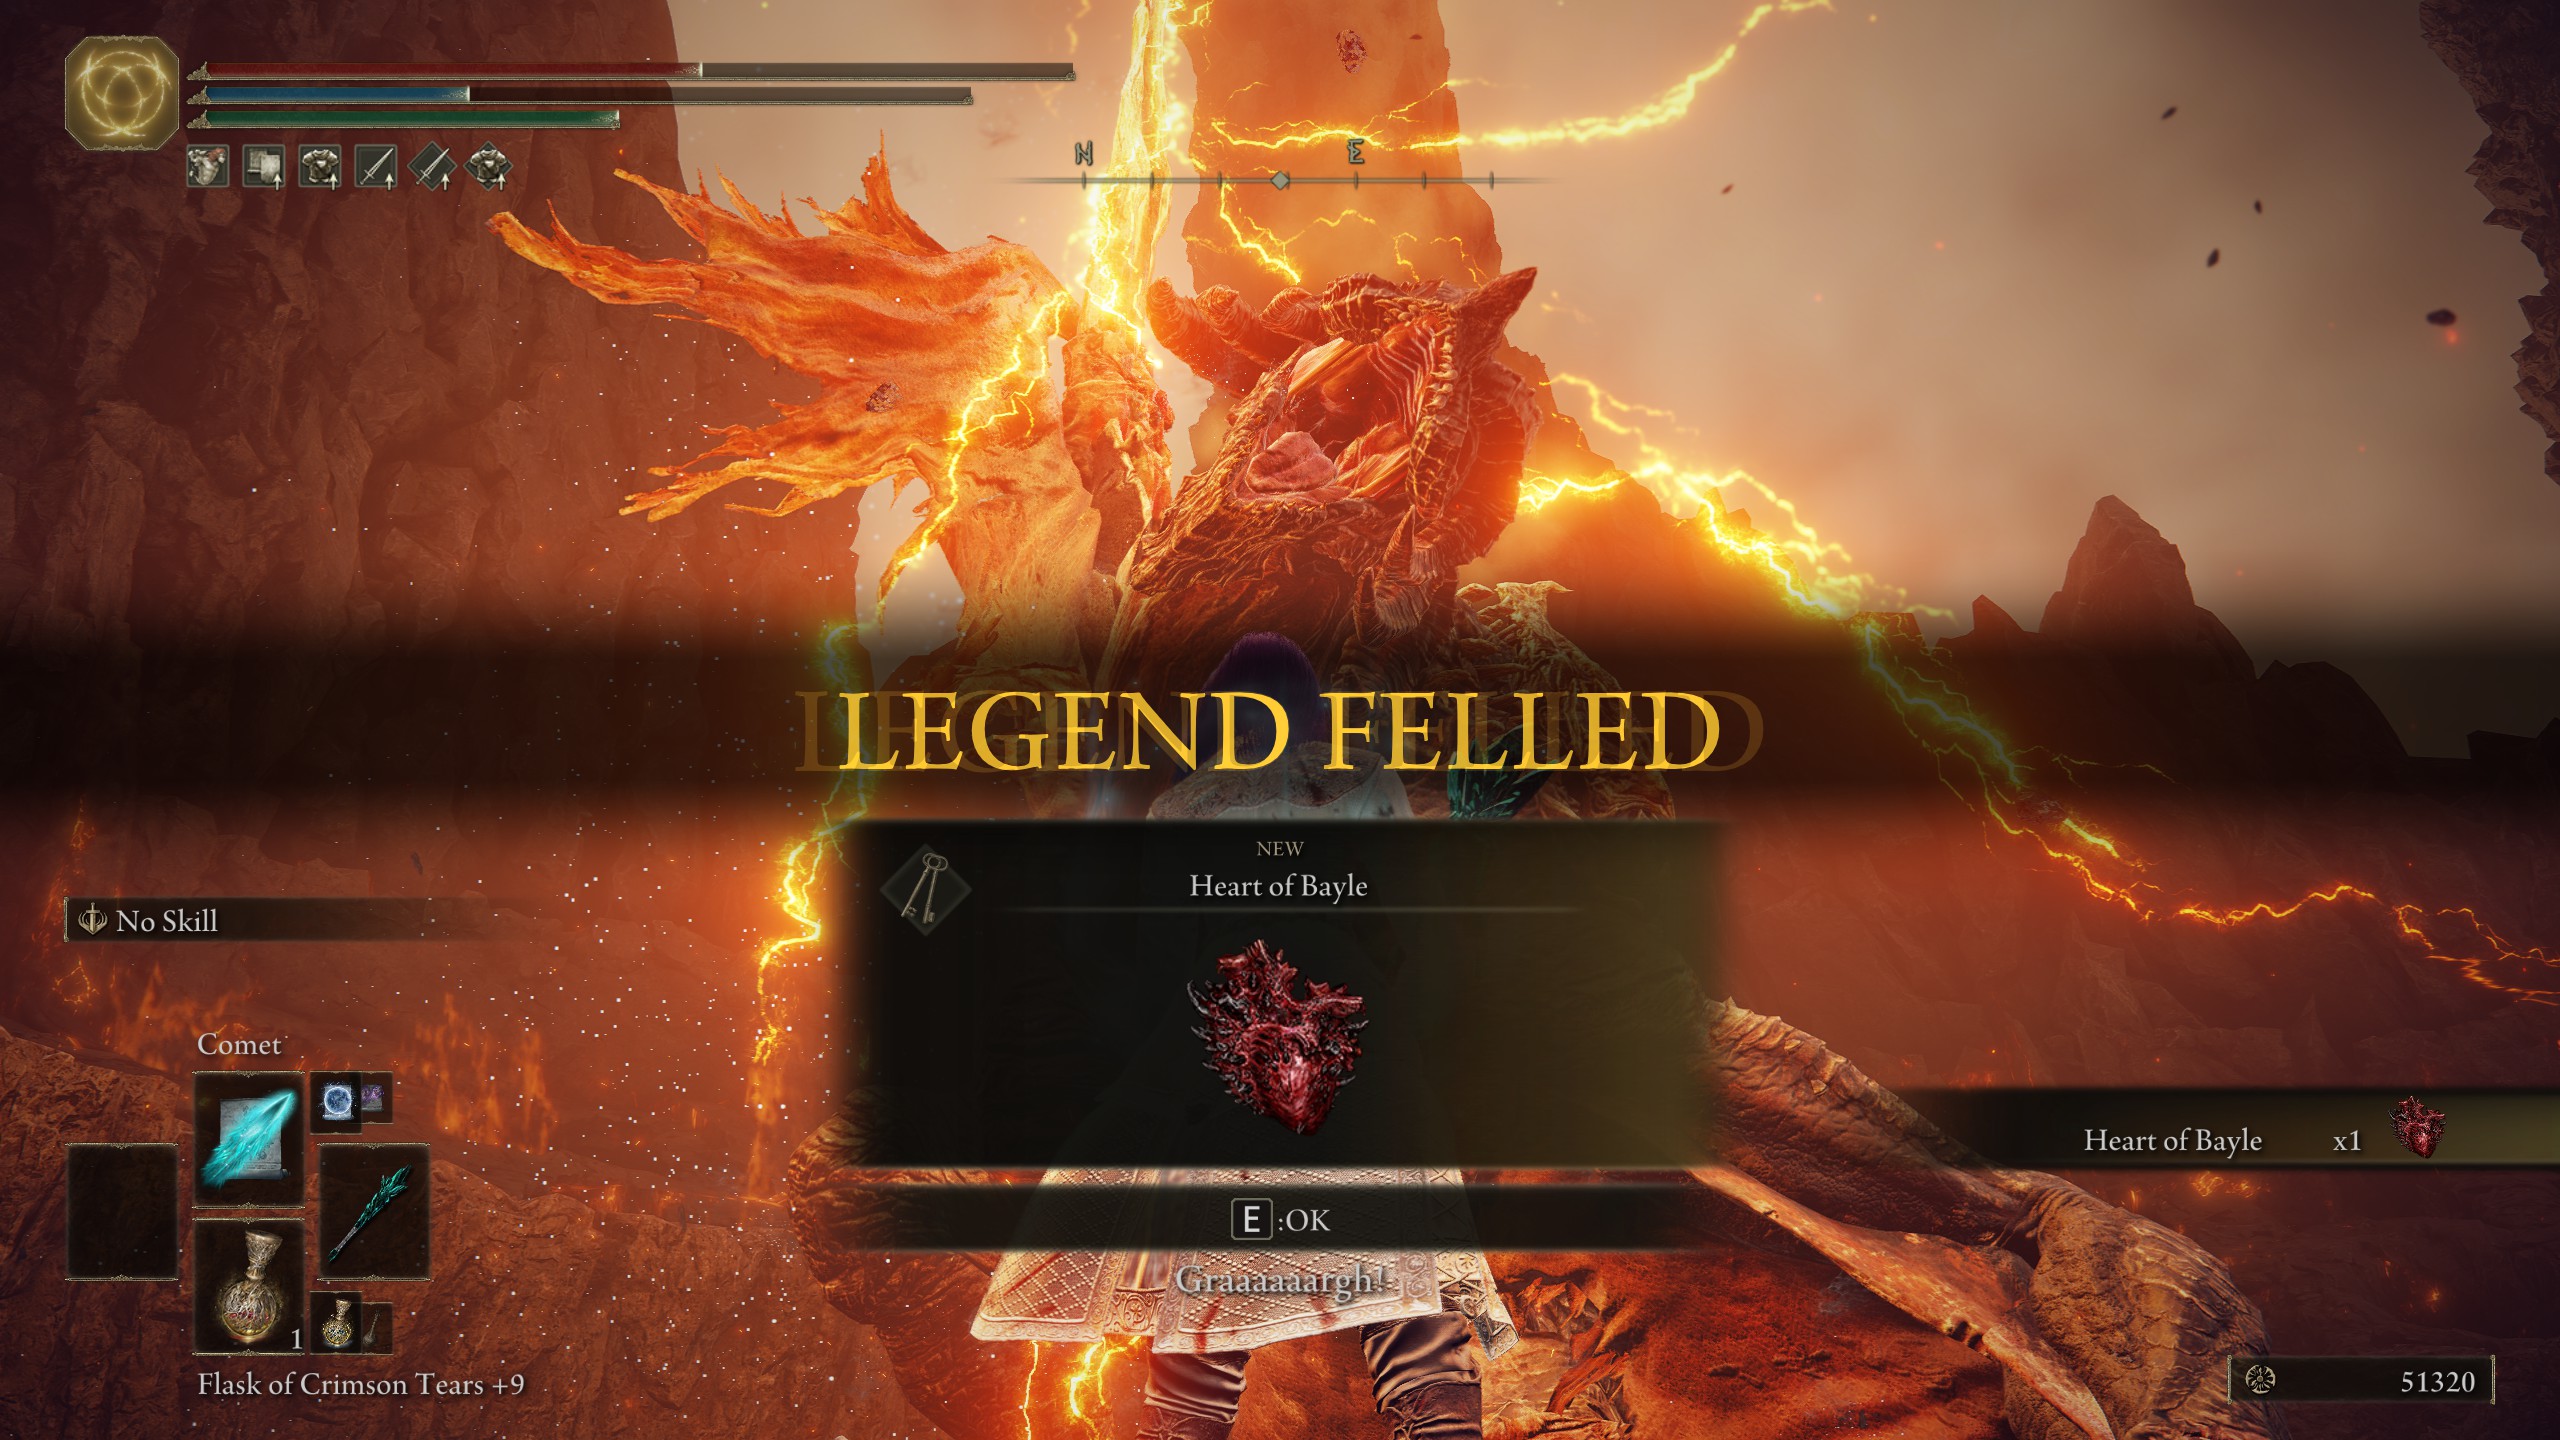 N
E
LEGEND FELLED
NEW
Heart of Bayle
No Skill
Comet
Heart of Bayle x1
E :OK
Graaaaaargh!
1
Flask of Crimson Tears +9
51320